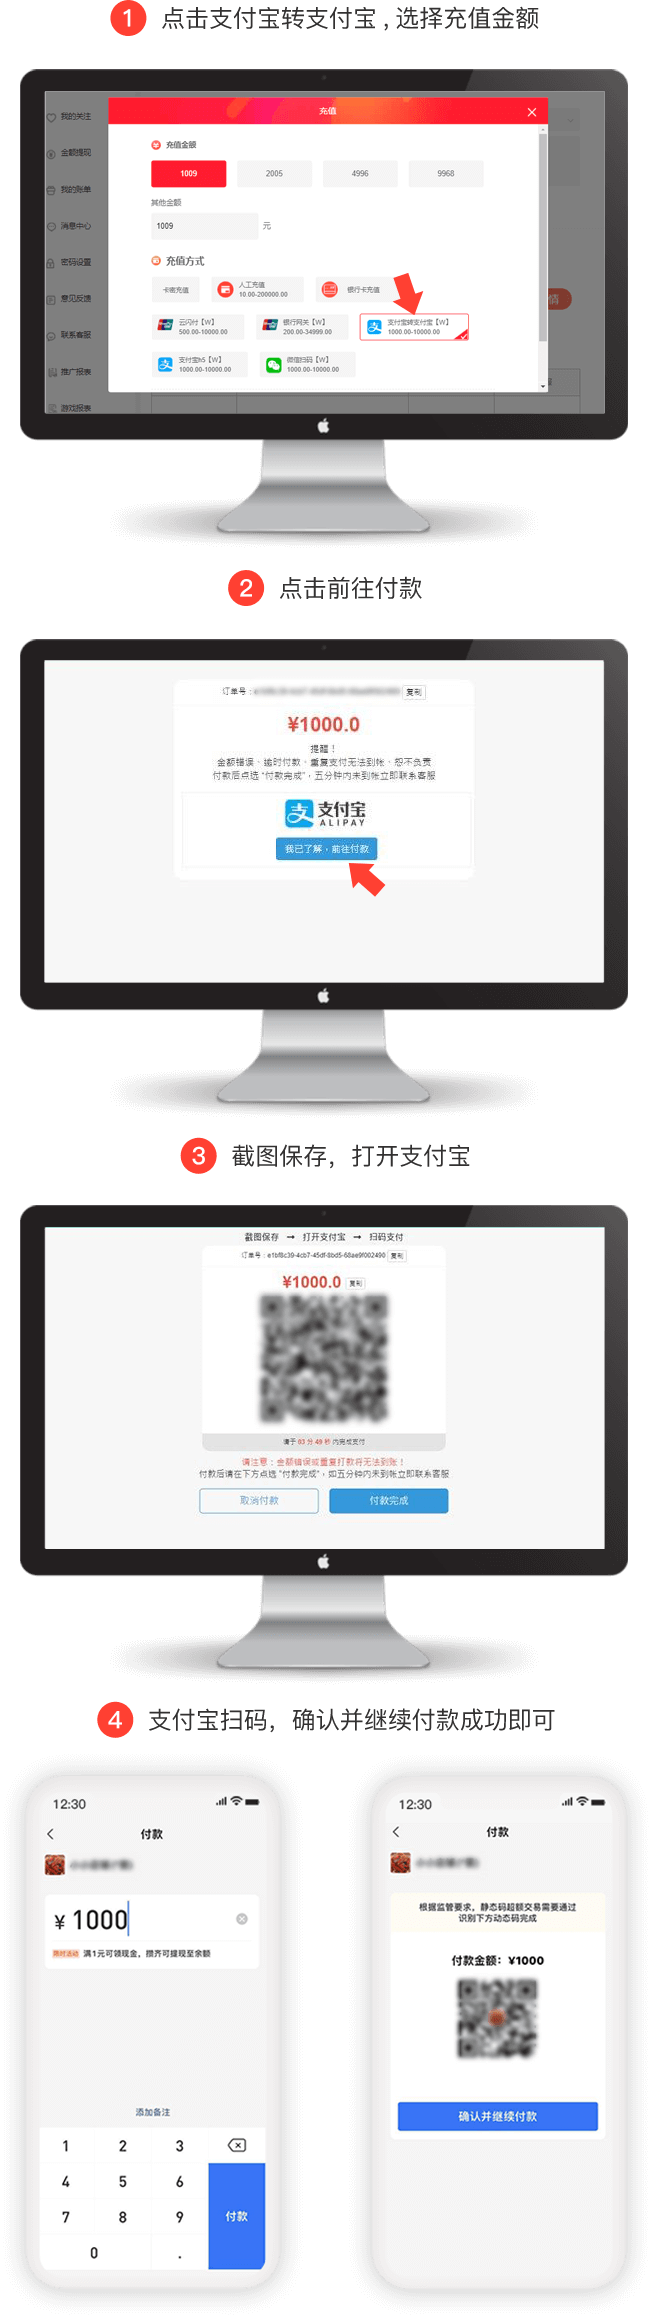 1 点击支付宝转支付宝，选择充值金额
充值
我的关注
金额提现
我的账单
消息中心
密码设置
意见反馈
联系客服
推广报表
游戏报表
充值金额
1009 2005 4996 9968
其他金额
1009 元
充值方式
卡密充值
人工充值
10.00-200000.00
银行卡充值
云闪付【W】
500.00-10000.00
银行网关【W】
200.00-34999.00
支付宝转支付宝【W】
1000.00-10000.00
支付宝h5【W】
1000.00-10000.00
微信扫码【W】
1000.00-10000.00
情
2 点击前往付款
订单号： 复制
¥1000.0
提醒！
金额错误、逾时付款、重复支付无法到帐，恕不负责
付款后点选 “付款完成”，五分钟内未到帐立即联系客服
支付宝
ALIPAY
我已了解，前往付款
3 截图保存，打开支付宝
截图保存 → 打开支付宝 → 扫码支付
订单号：e1bf8c39-4cb7-45df-8bd5-68ae9f002490 复制
¥1000.0 复制
请于 03 分 49 秒 内完成支付
请注意：金额错误或重复打款将无法到账！
付款后请在下方点选 “付款完成”，如五分钟内未到帐立即联系客服
取消付款 付款完成
4 支付宝扫码，确认并继续付款成功即可
12:30
付款
¥ 1000
限时活动 满1元可领现金，攒齐可提现至余额
添加备注
1 2 3
4 5 6
7 8 9
0 .
付款
12:30
付款
根据监管要求，静态码超额交易需要通过
识别下方动态码完成
付款金额：¥1000
确认并继续付款